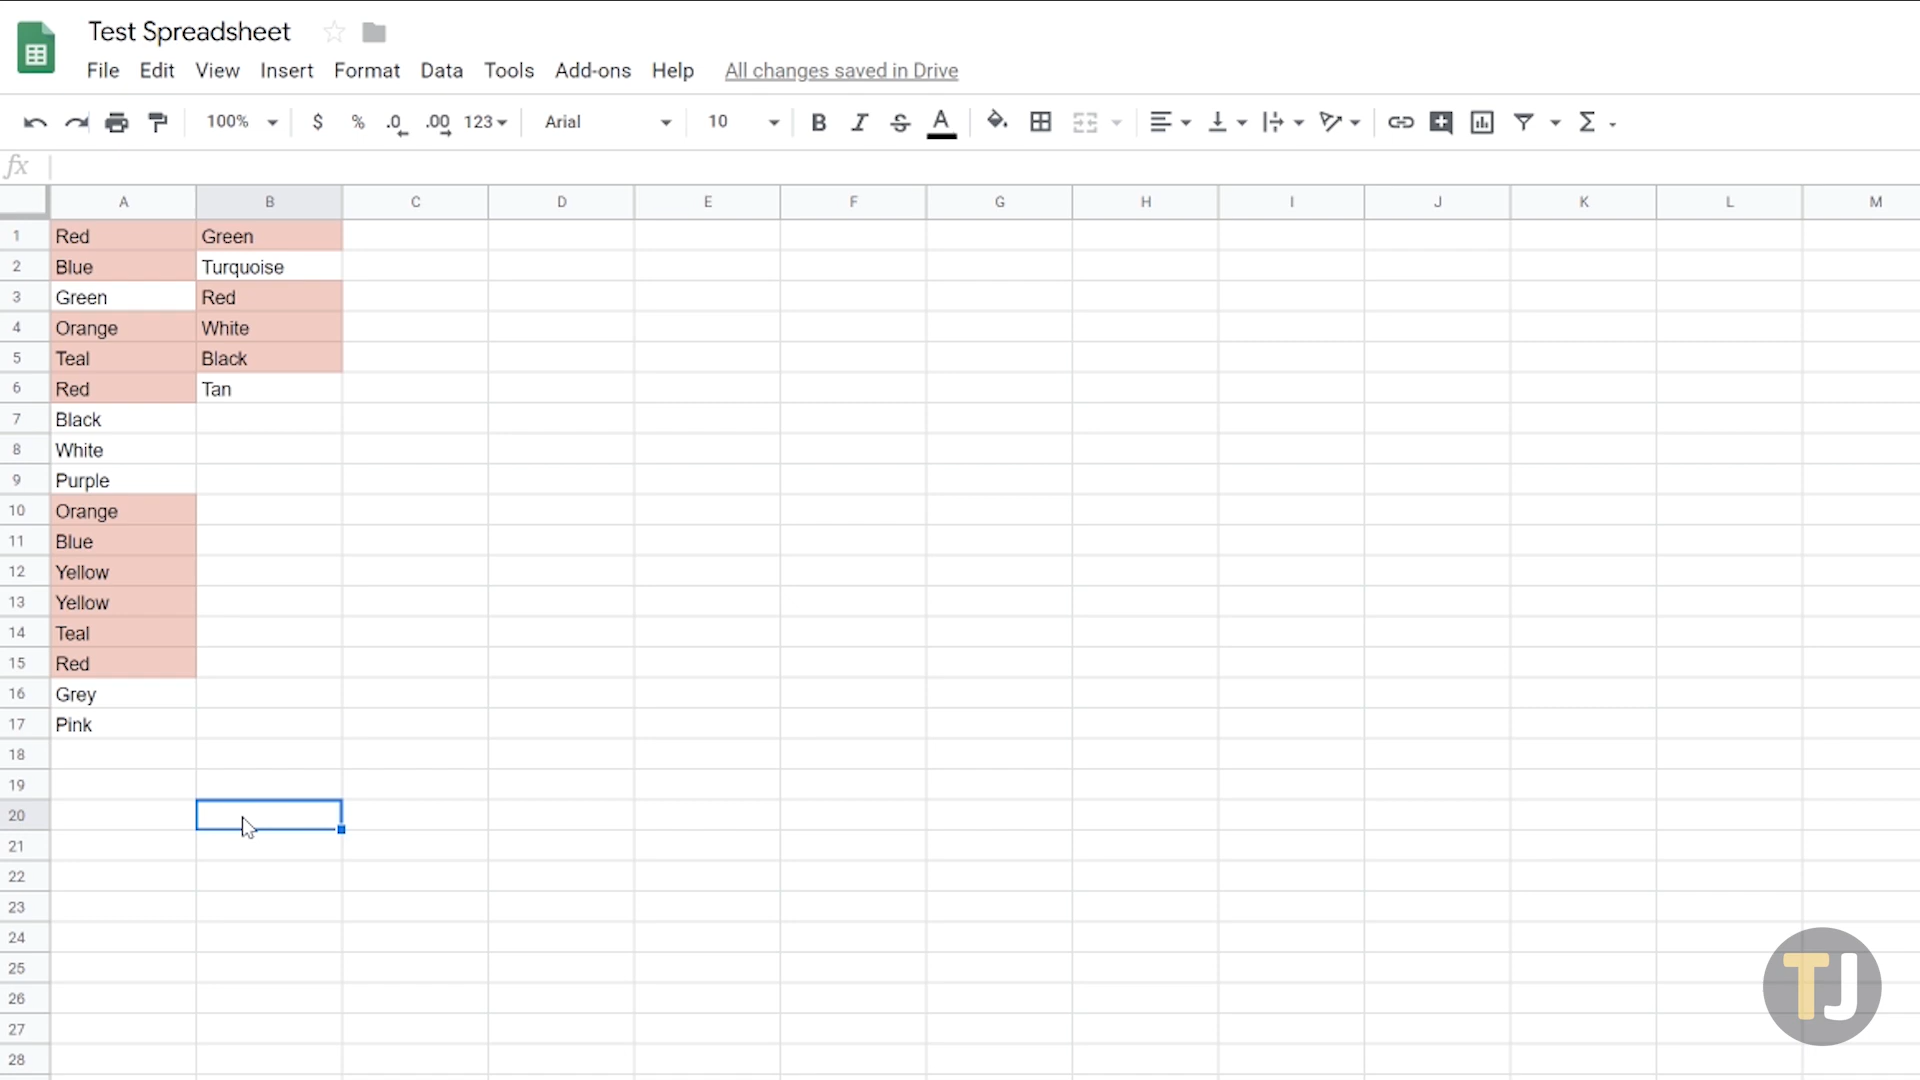 Test Spreadsheet
File Edit View Insert Format Data Tools Add-ons Help All changes saved in Drive
100% $ % .0 .00 123 Arial 10 B I S A Σ
fx
A B C D E F G H I J K L M
1 Red Green
2 Blue Turquoise
3 Green Red
4 Orange White
5 Teal Black
6 Red Tan
7 Black
8 White
9 Purple
10 Orange
11 Blue
12 Yellow
13 Yellow
14 Teal
15 Red
16 Grey
17 Pink
18
19
20
21
22
23
24
25
26
27
28
TJ